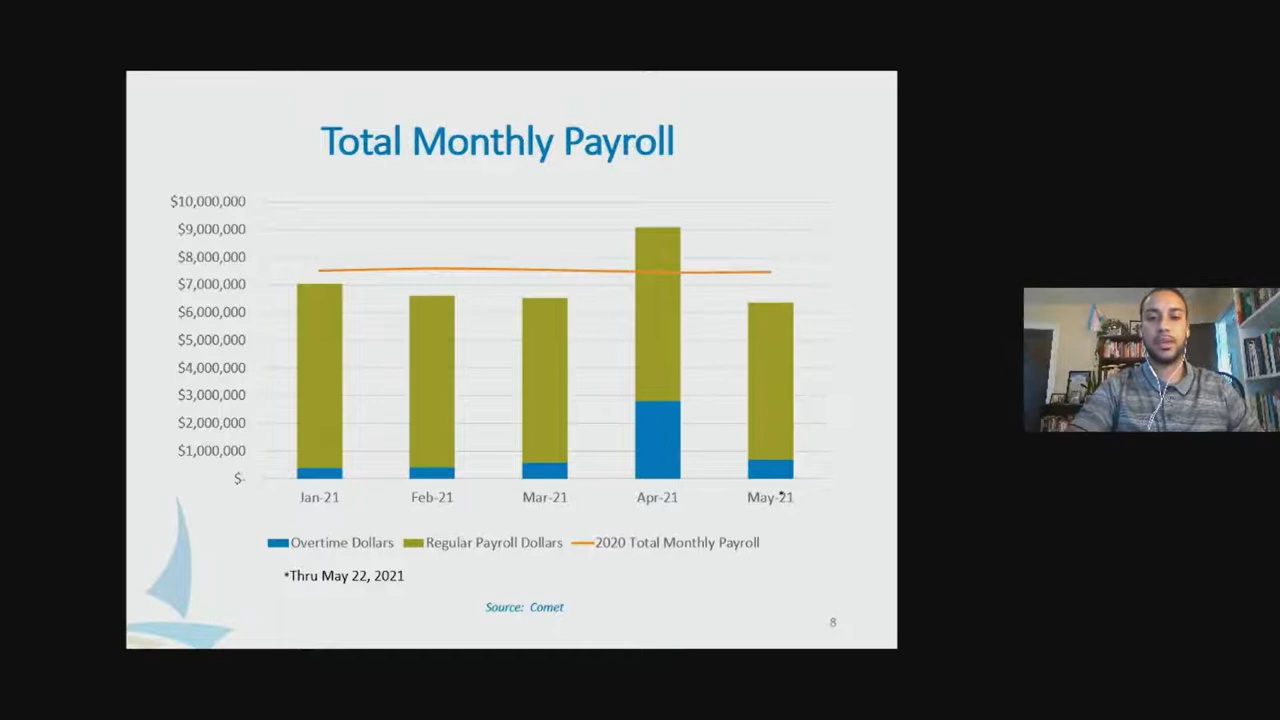 Total Monthly Payroll
$10,000,000
$9,000,000
$8,000,000
$7,000,000
$6,000,000
$5,000,000
$4,000,000
$3,000,000
$2,000,000
$1,000,000
$-
Jan-21 Feb-21 Mar-21 Apr-21 May-21*
Overtime Dollars Regular Payroll Dollars 2020 Total Monthly Payroll
*Thru May 22, 2021
Source: Comet
8